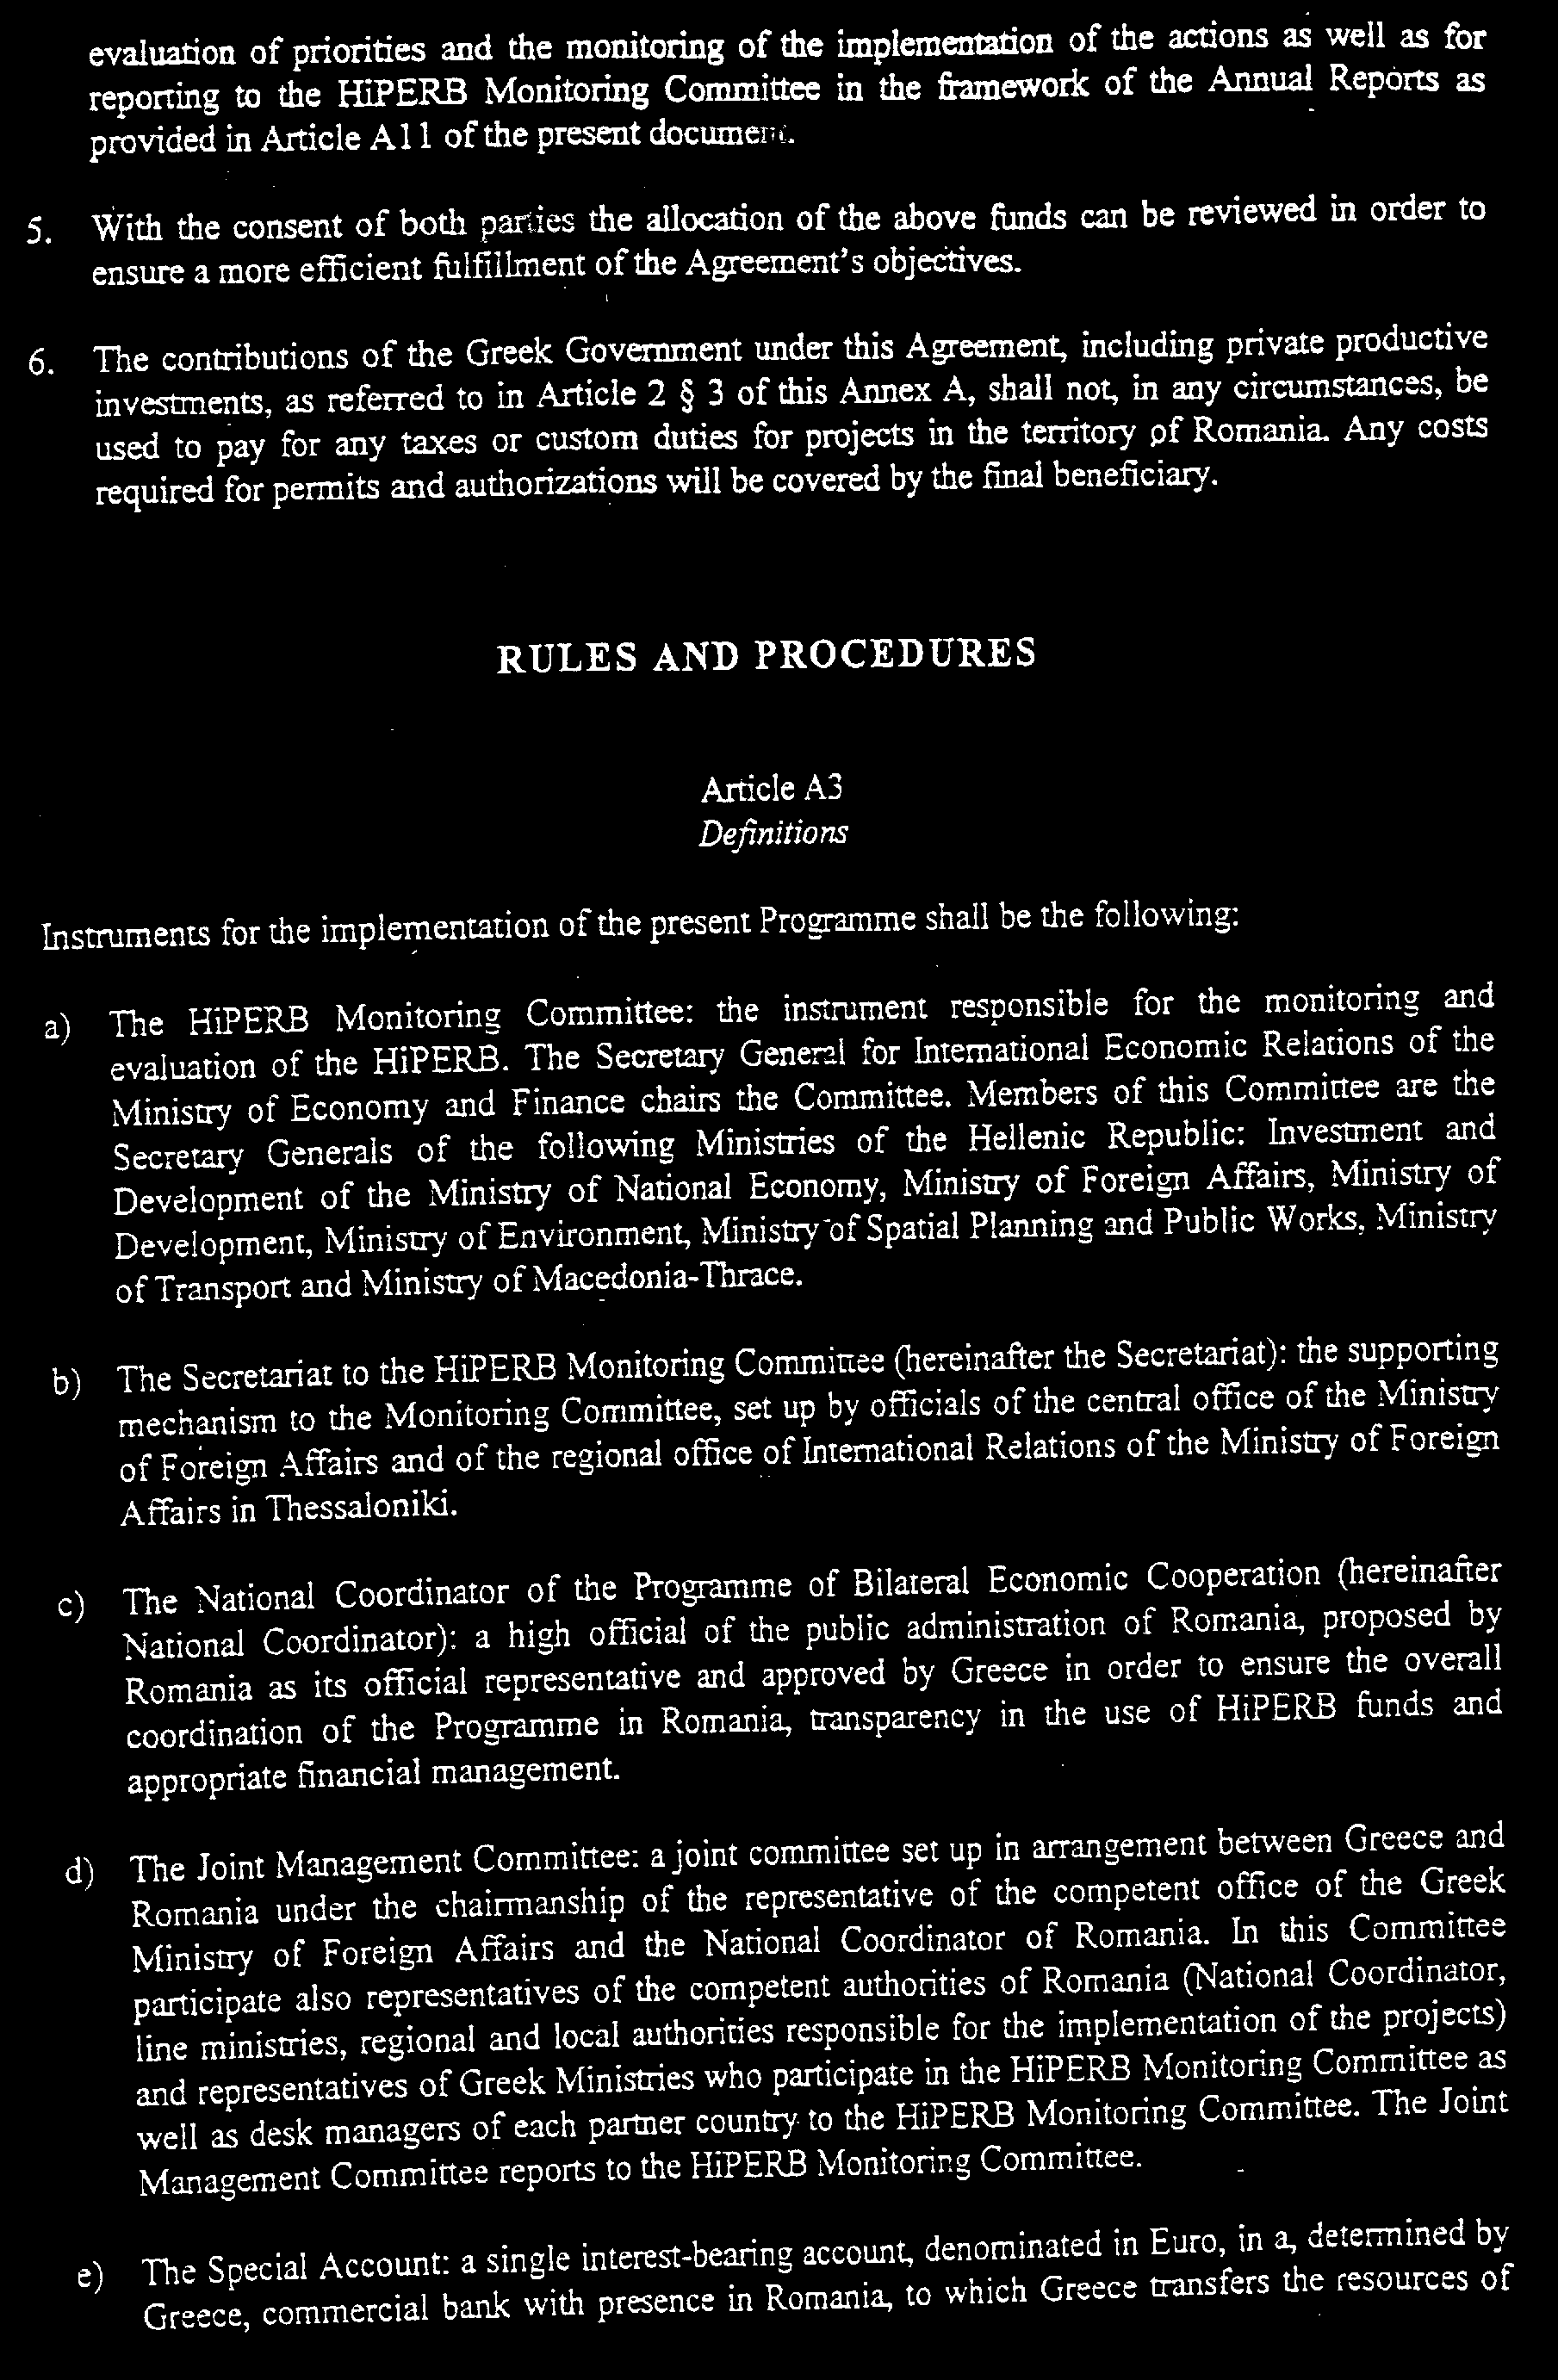 evaluation of priorities and the monitoring of the implementation of the actions as well as for
reporting to the HiPERB Monitoring Committee in the framework of the Annual Reports as
provided in Article A11 of the present document.
5. With the consent of both parties the allocation of the above funds can be reviewed in order to
ensure a more efficient fulfillment of the Agreement's objectives.
6. The contributions of the Greek Government under this Agreement, including private productive
investments, as referred to in Article 2 § 3 of this Annex A, shall not, in any circumstances, be
used to pay for any taxes or custom duties for projects in the territory of Romania. Any costs
required for permits and authorizations will be covered by the final beneficiary.
RULES AND PROCEDURES
Article A3
Definitions
Instruments for the implementation of the present Programme shall be the following:
a) The HiPERB Monitoring Committee: the instrument responsible for the monitoring and
evaluation of the HiPERB. The Secretary General for International Economic Relations of the
Ministry of Economy and Finance chairs the Committee. Members of this Committee are the
Secretary Generals of the following Ministries of the Hellenic Republic: Investment and
Development of the Ministry of National Economy, Ministry of Foreign Affairs, Ministry of
Development, Ministry of Environment, Ministry of Spatial Planning and Public Works, Ministry
of Transport and Ministry of Macedonia-Thrace.
b) The Secretariat to the HiPERB Monitoring Committee (hereinafter the Secretariat): the supporting
mechanism to the Monitoring Committee, set up by officials of the central office of the Ministry
of Foreign Affairs and of the regional office of International Relations of the Ministry of Foreign
Affairs in Thessaloniki.
c) The National Coordinator of the Programme of Bilateral Economic Cooperation (hereinafter
National Coordinator): a high official of the public administration of Romania, proposed by
Romania as its official representative and approved by Greece in order to ensure the overall
coordination of the Programme in Romania, transparency in the use of HiPERB funds and
appropriate financial management.
d) The Joint Management Committee: a joint committee set up in arrangement between Greece and
Romania under the chairmanship of the representative of the competent office of the Greek
Ministry of Foreign Affairs and the National Coordinator of Romania. In this Committee
participate also representatives of the competent authorities of Romania (National Coordinator,
line ministries, regional and local authorities responsible for the implementation of the projects)
and representatives of Greek Ministries who participate in the HiPERB Monitoring Committee as
well as desk managers of each partner country to the HiPERB Monitoring Committee. The Joint
Management Committee reports to the HiPERB Monitoring Committee.
e) The Special Account: a single interest-bearing account, denominated in Euro, in a, determined by
Greece, commercial bank with presence in Romania, to which Greece transfers the resources of